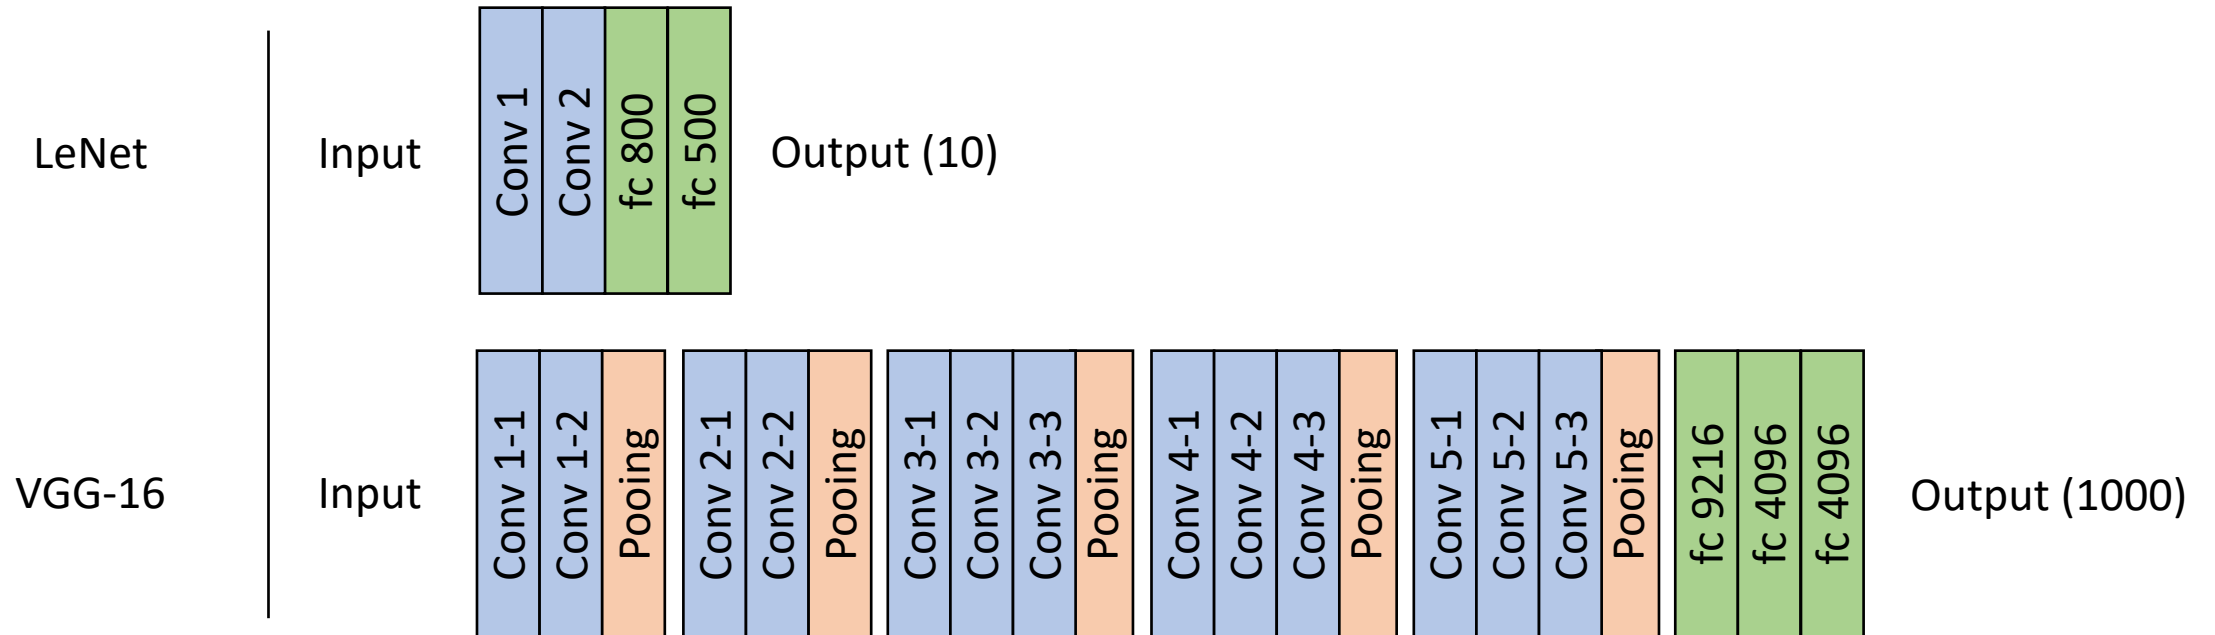 LeNet
Input
Conv 1
Conv 2
fc 800
fc 500
Output (10)
VGG-16
Input
Conv 1-1
Conv 1-2
Pooing
Conv 2-1
Conv 2-2
Pooing
Conv 3-1
Conv 3-2
Conv 3-3
Pooing
Conv 4-1
Conv 4-2
Conv 4-3
Pooing
Conv 5-1
Conv 5-2
Conv 5-3
Pooing
fc 9216
fc 4096
fc 4096
Output (1000)